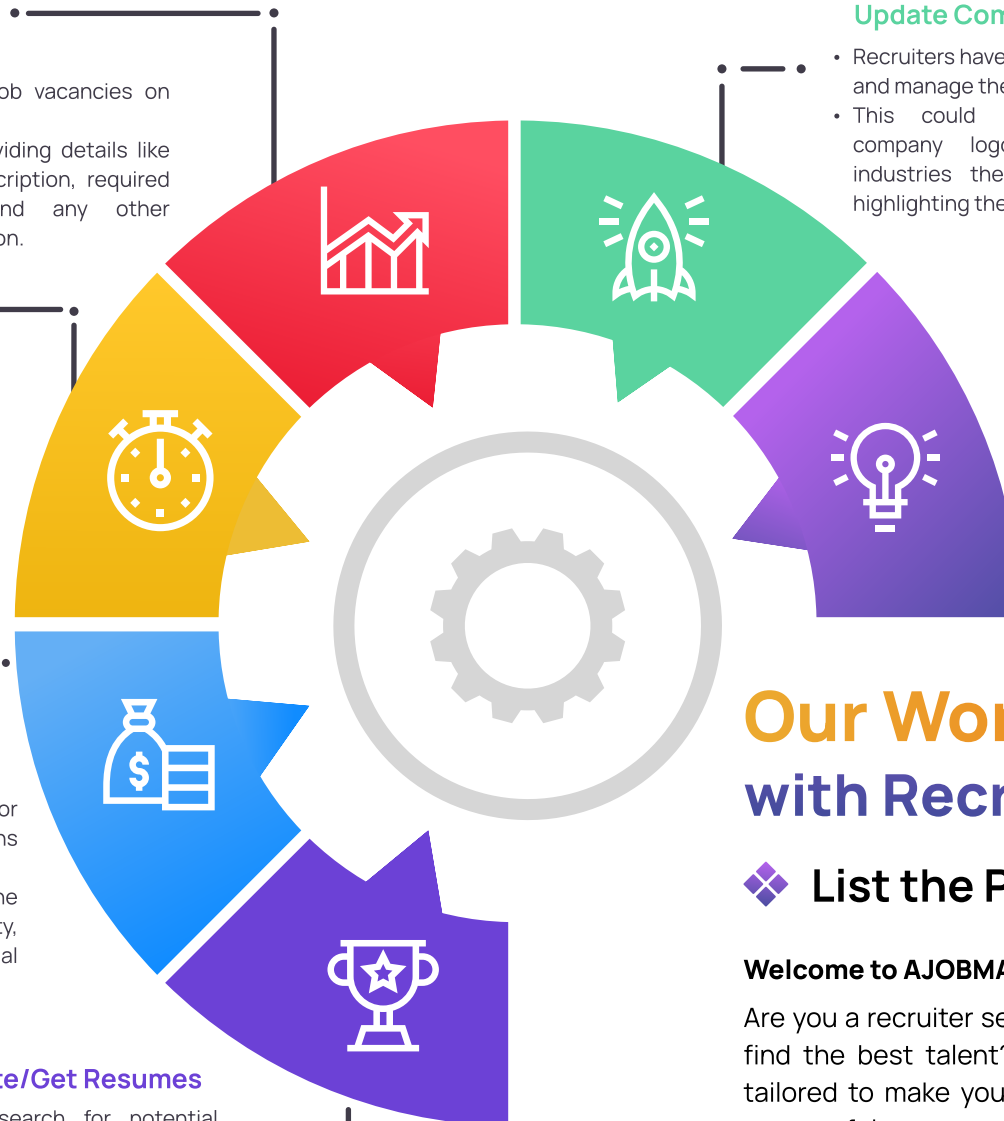 Update Com
Recruiters have
and manage the
This could
company logo
industries the
highlighting the
ob vacancies on
viding details like
cription, required
nd any other
on.
$
or
ns
ne
ty,
al
te/Get Resumes
search for potential
Our Wor
with Recr
List the P
Welcome to AJOBMA
Are you a recruiter se
find the best talent?
tailored to make you